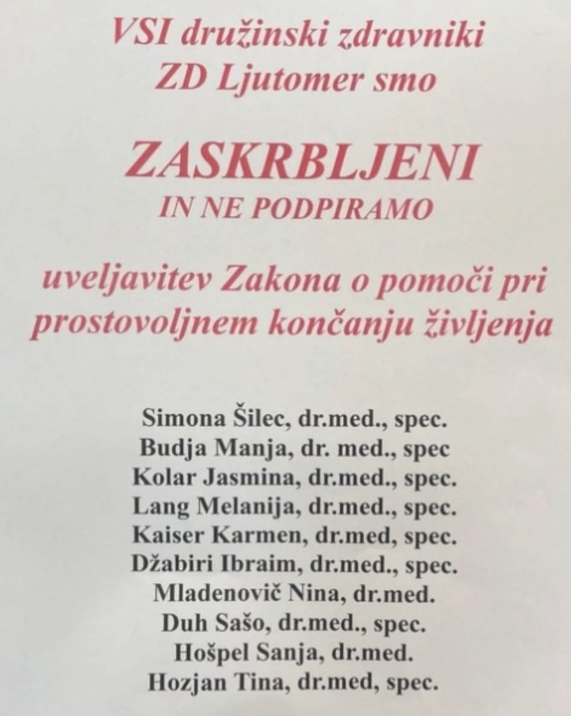 VSI družinski zdravniki
ZD Ljutomer smo
ZASKRBLJENI
IN NE PODPIRAMO
uveljavitev Zakona o pomoči pri
prostovoljnem končanju življenja
Simona Šilec, dr.med., spec.
Budja Manja, dr. med., spec
Kolar Jasmina, dr.med., spec.
Lang Melanija, dr.med., spec.
Kaiser Karmen, dr.med, spec.
Džabiri Ibraim, dr.med., spec.
Mladenovič Nina, dr.med.
Duh Sašo, dr.med., spec.
Hošpel Sanja, dr.med.
Hozjan Tina, dr.med, spec.